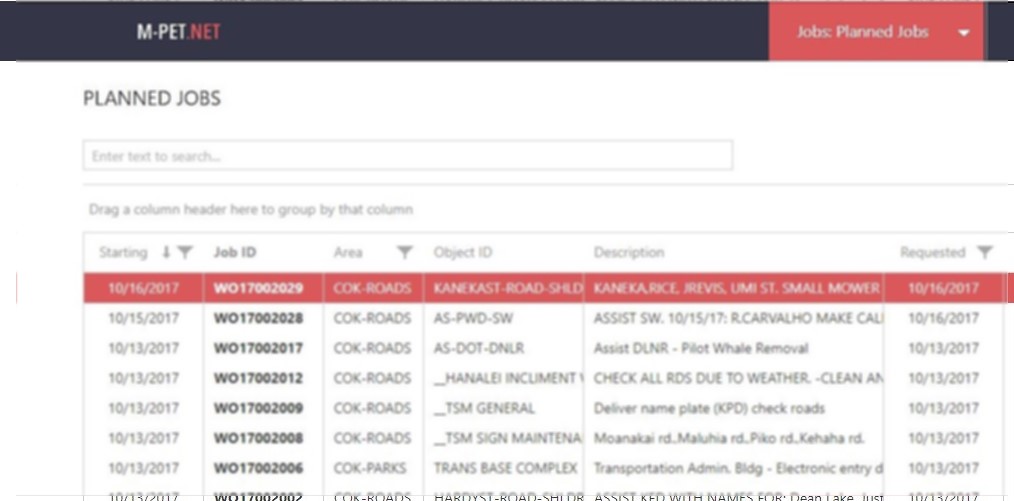 M-PET.NET Jobs: Planned Jobs
PLANNED JOBS
Enter text to search...
Drag a column header here to group by that column
Starting Job ID Area Object ID Description Requested
10/16/2017 WO17002029 COK-ROADS KANEKAST-ROAD-SHLD KANEKA,RICE, JREVIS, UMI ST. SMALL MOWER 10/16/2017
10/15/2017 WO17002028 COK-ROADS AS-PWD-SW ASSIST SW. 10/15/17: R.CARVALHO MAKE CALL 10/16/2017
10/13/2017 WO17002017 COK-ROADS AS-DOT-DNLR Assist DLNR - Pilot Whale Removal 10/13/2017
10/13/2017 WO17002012 COK-ROADS __HANALEI INCLIMENT CHECK ALL RDS DUE TO WEATHER. -CLEAN AN 10/13/2017
10/13/2017 WO17002009 COK-ROADS __TSM GENERAL Deliver name plate (KPD) check roads 10/13/2017
10/13/2017 WO17002008 COK-ROADS __TSM SIGN MAINTENA Moanakai rd.,Maluhia rd.,Piko rd.,Kehaha rd. 10/13/2017
10/13/2017 WO17002006 COK-PARKS TRANS BASE COMPLEX Transportation Admin. Bldg - Electronic entry d 10/13/2017
10/13/2017 WO17002002 COK-ROADS HARDYST-ROAD-SHLDR ASSIST KED WITH NAMES FOR: Dean Lake, Just 10/13/2017